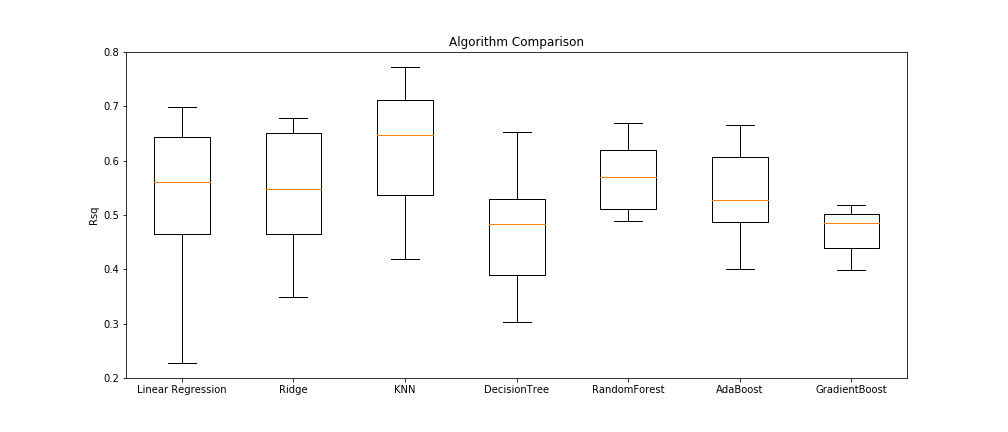 Algorithm Comparison
0.8
0.7
0.6
0.5
0.4
0.3
0.2
Rsq
Linear Regression Ridge KNN DecisionTree RandomForest AdaBoost GradientBoost